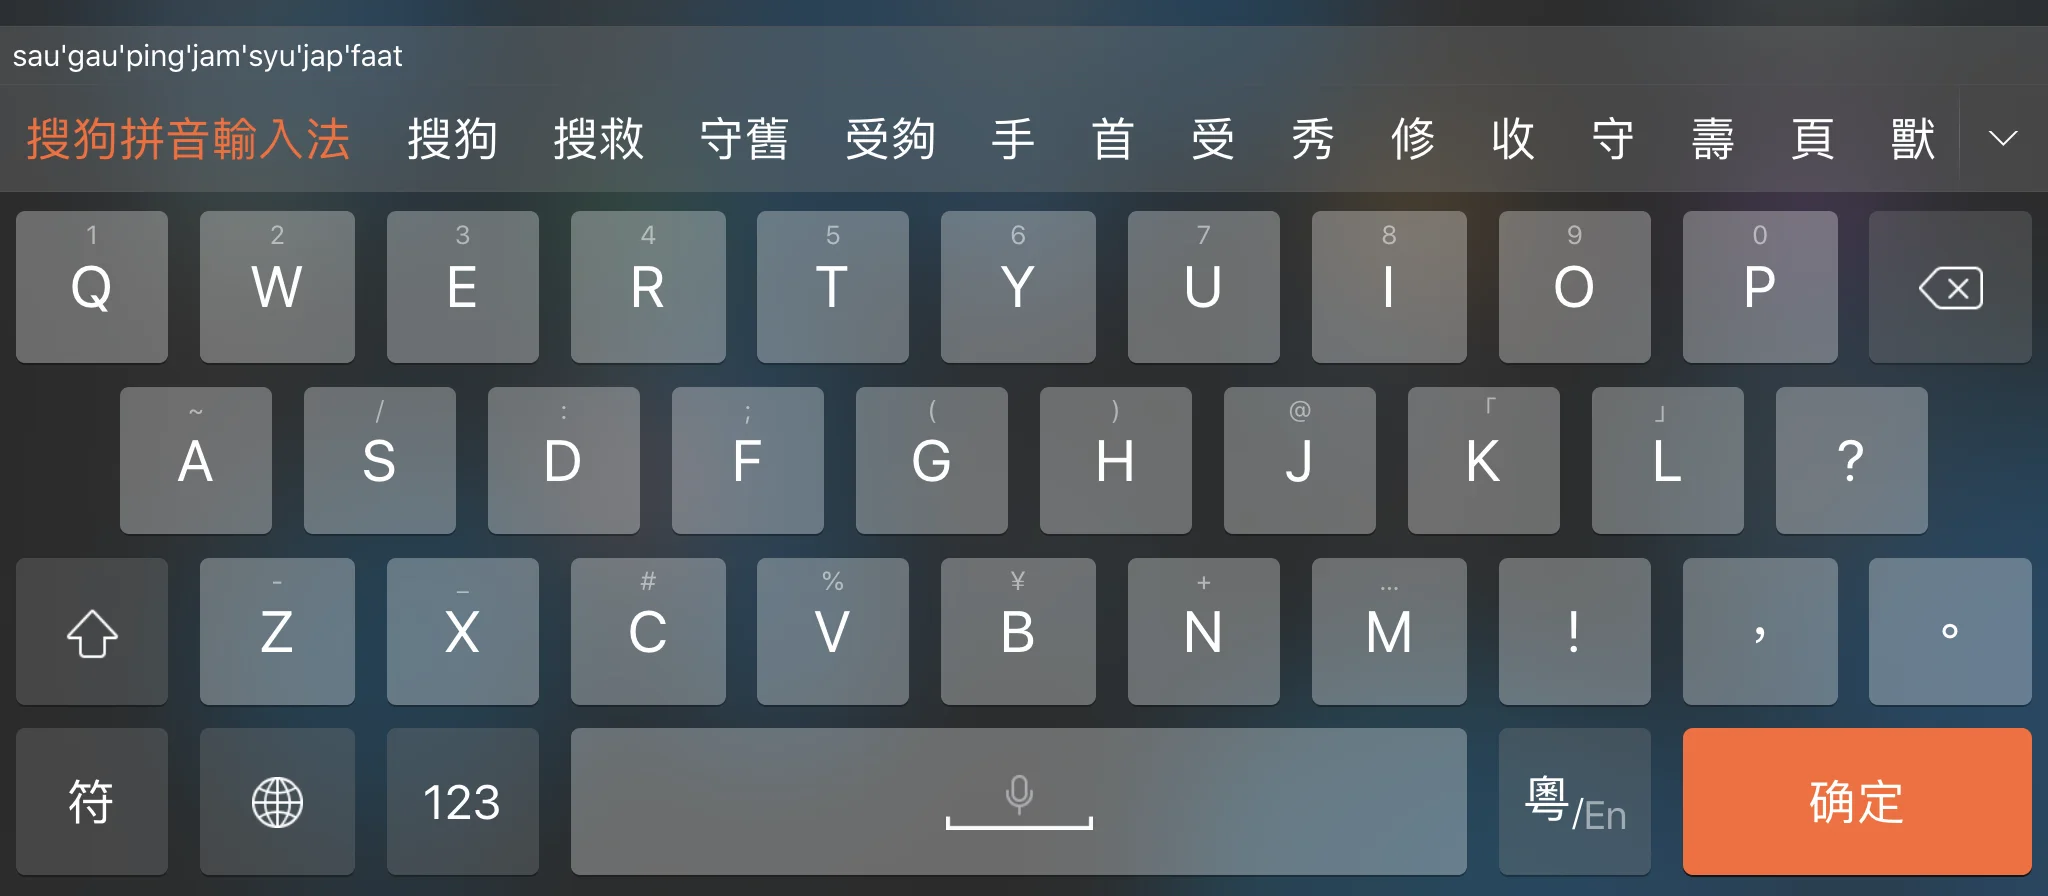 sau'gau'ping'jam'syu'jap'faat
搜狗拼音輸入法 搜狗 搜救 守舊 受夠 手 首 受 秀 修 收 守 壽 頁 獸
1 2 3 4 5 6 7 8 9 0
Q W E R T Y U I O P
~ / : ; ( ) @ 「 」
A S D F G H J K L ?
- _ # % ¥ + …
Z X C V B N M ! ， 。
符 123 粵/En 确定